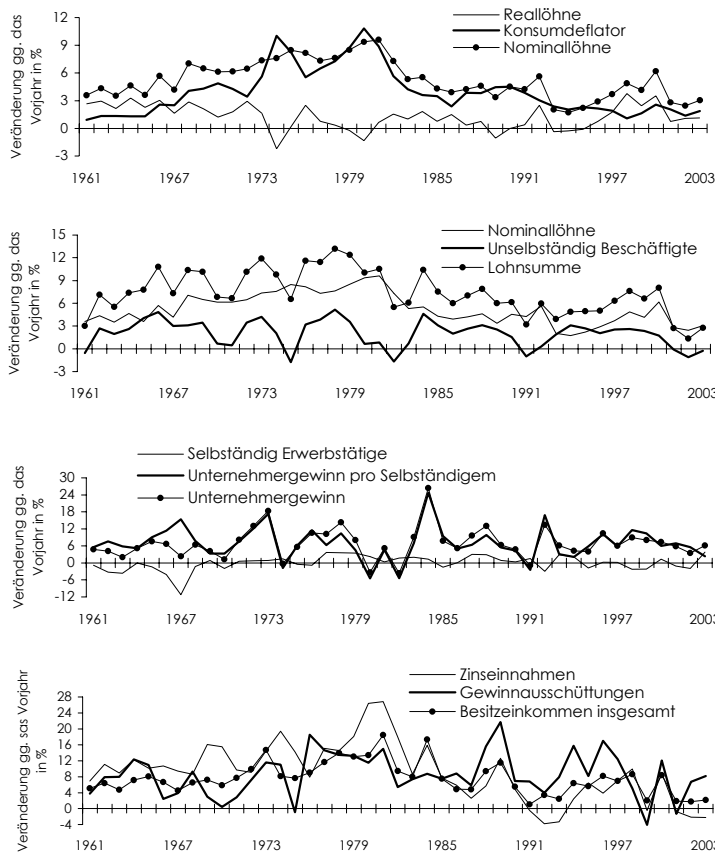 Reallöhne
Konsumdeflator
Nominallöhne
Veränderung gg. das
Vorjahr in %
12
9
6
3
0
-3
1961 1967 1973 1979 1985 1991 1997 2003
Nominallöhne
Unselbständig Beschäftigte
Lohnsumme
Veränderung gg. das
Vorjahr in %
15
12
9
6
3
0
-3
1961 1967 1973 1979 1985 1991 1997 2003
Selbständig Erwerbstätige
Unternehmergewinn pro Selbständigem
Unternehmergewinn
Veränderung gg. das
Vorjahr in %
30
24
18
12
6
0
-6
-12
1961 1967 1973 1979 1985 1991 1997 2003
Zinseinnahmen
Gewinnausschüttungen
Besitzeinkommen insgesamt
Veränderung gg. sas Vorjahr
in %
28
24
20
16
12
8
4
0
-4
1961 1967 1973 1979 1985 1991 1997 2003